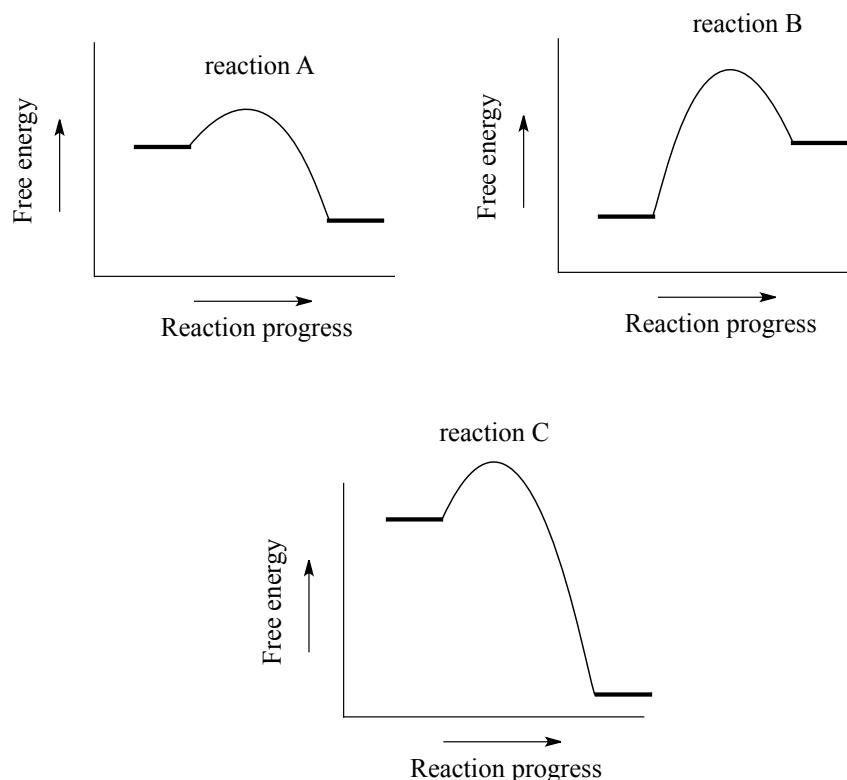 reaction A
Free energy
Reaction progress
reaction B
Free energy
Reaction progress
reaction C
Free energy
Reaction progress